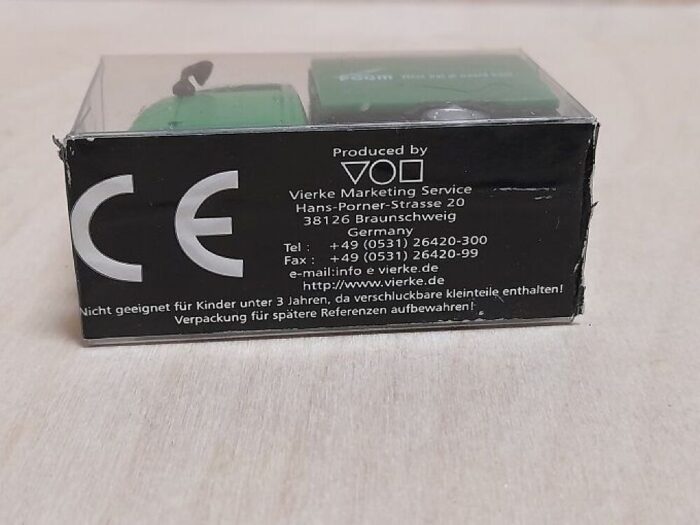 FCOM
CE
Produced by
Vierke Marketing Service
Hans-Porner-Strasse 20
38126 Braunschweig
Germany
Tel : +49 (0531) 26420-300
Fax : +49 (0531) 26420-99
e-mail:info e vierke.de
http://www.vierke.de
Nicht geeignet für Kinder unter 3 Jahren, da verschluckbare kleinteile enthalten!
Verpackung für spätere Referenzen aufbewahren!